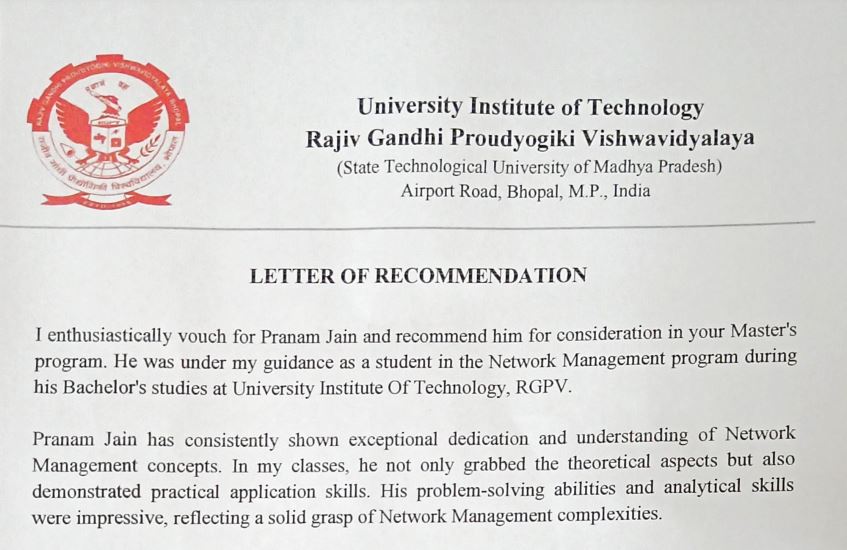 RAJIV GANDHI PROUDYOGIKI VISHWAVIDYALAYA BHOPAL
राजीव गांधी प्रौद्योगिकी विश्वविद्यालय, भोपाल
University Institute of Technology
Rajiv Gandhi Proudyogiki Vishwavidyalaya
(State Technological University of Madhya Pradesh)
Airport Road, Bhopal, M.P., India
LETTER OF RECOMMENDATION
I enthusiastically vouch for Pranam Jain and recommend him for consideration in your Master's
program. He was under my guidance as a student in the Network Management program during
his Bachelor's studies at University Institute Of Technology, RGPV.
Pranam Jain has consistently shown exceptional dedication and understanding of Network
Management concepts. In my classes, he not only grabbed the theoretical aspects but also
demonstrated practical application skills. His problem-solving abilities and analytical skills
were impressive, reflecting a solid grasp of Network Management complexities.